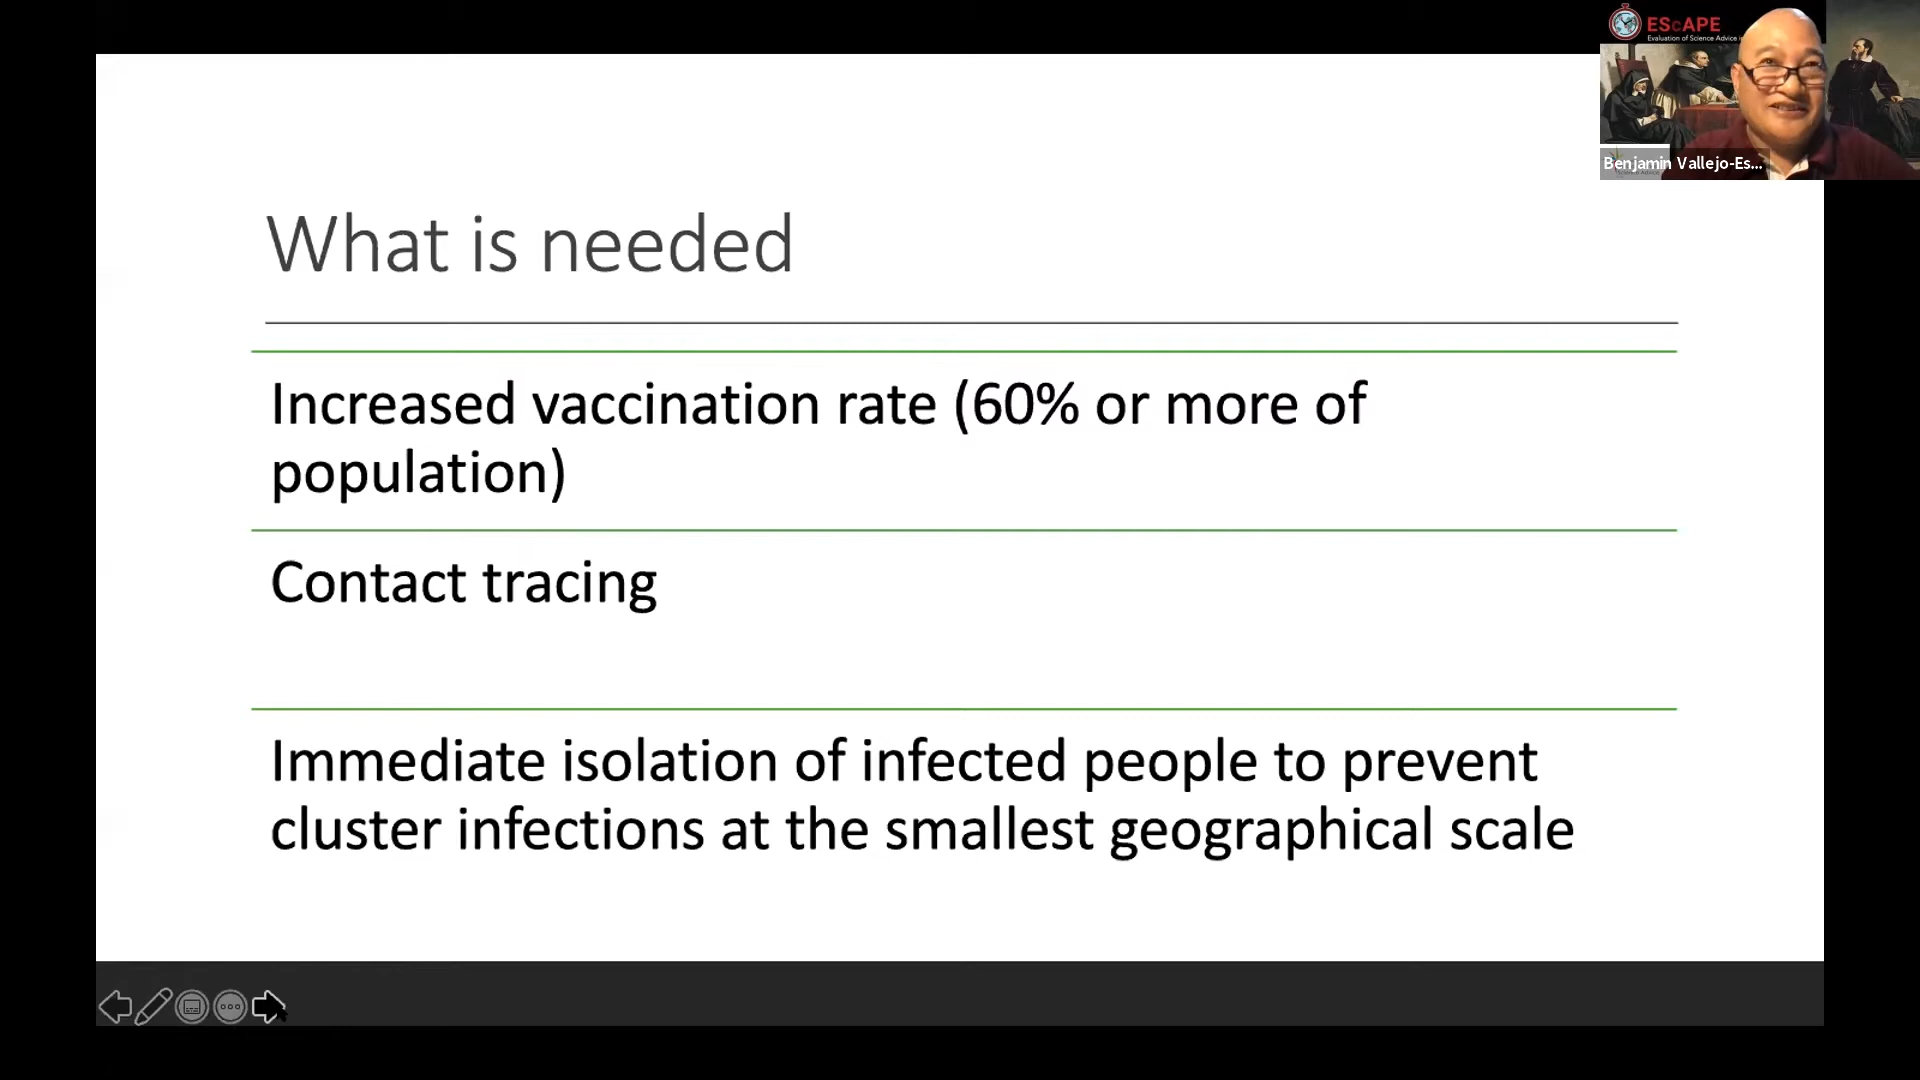 EScAPE
Evaluation of Science Advice i
Benjamin Vallejo-Es...
What is needed
Increased vaccination rate (60% or more of
population)
Contact tracing
Immediate isolation of infected people to prevent
cluster infections at the smallest geographical scale